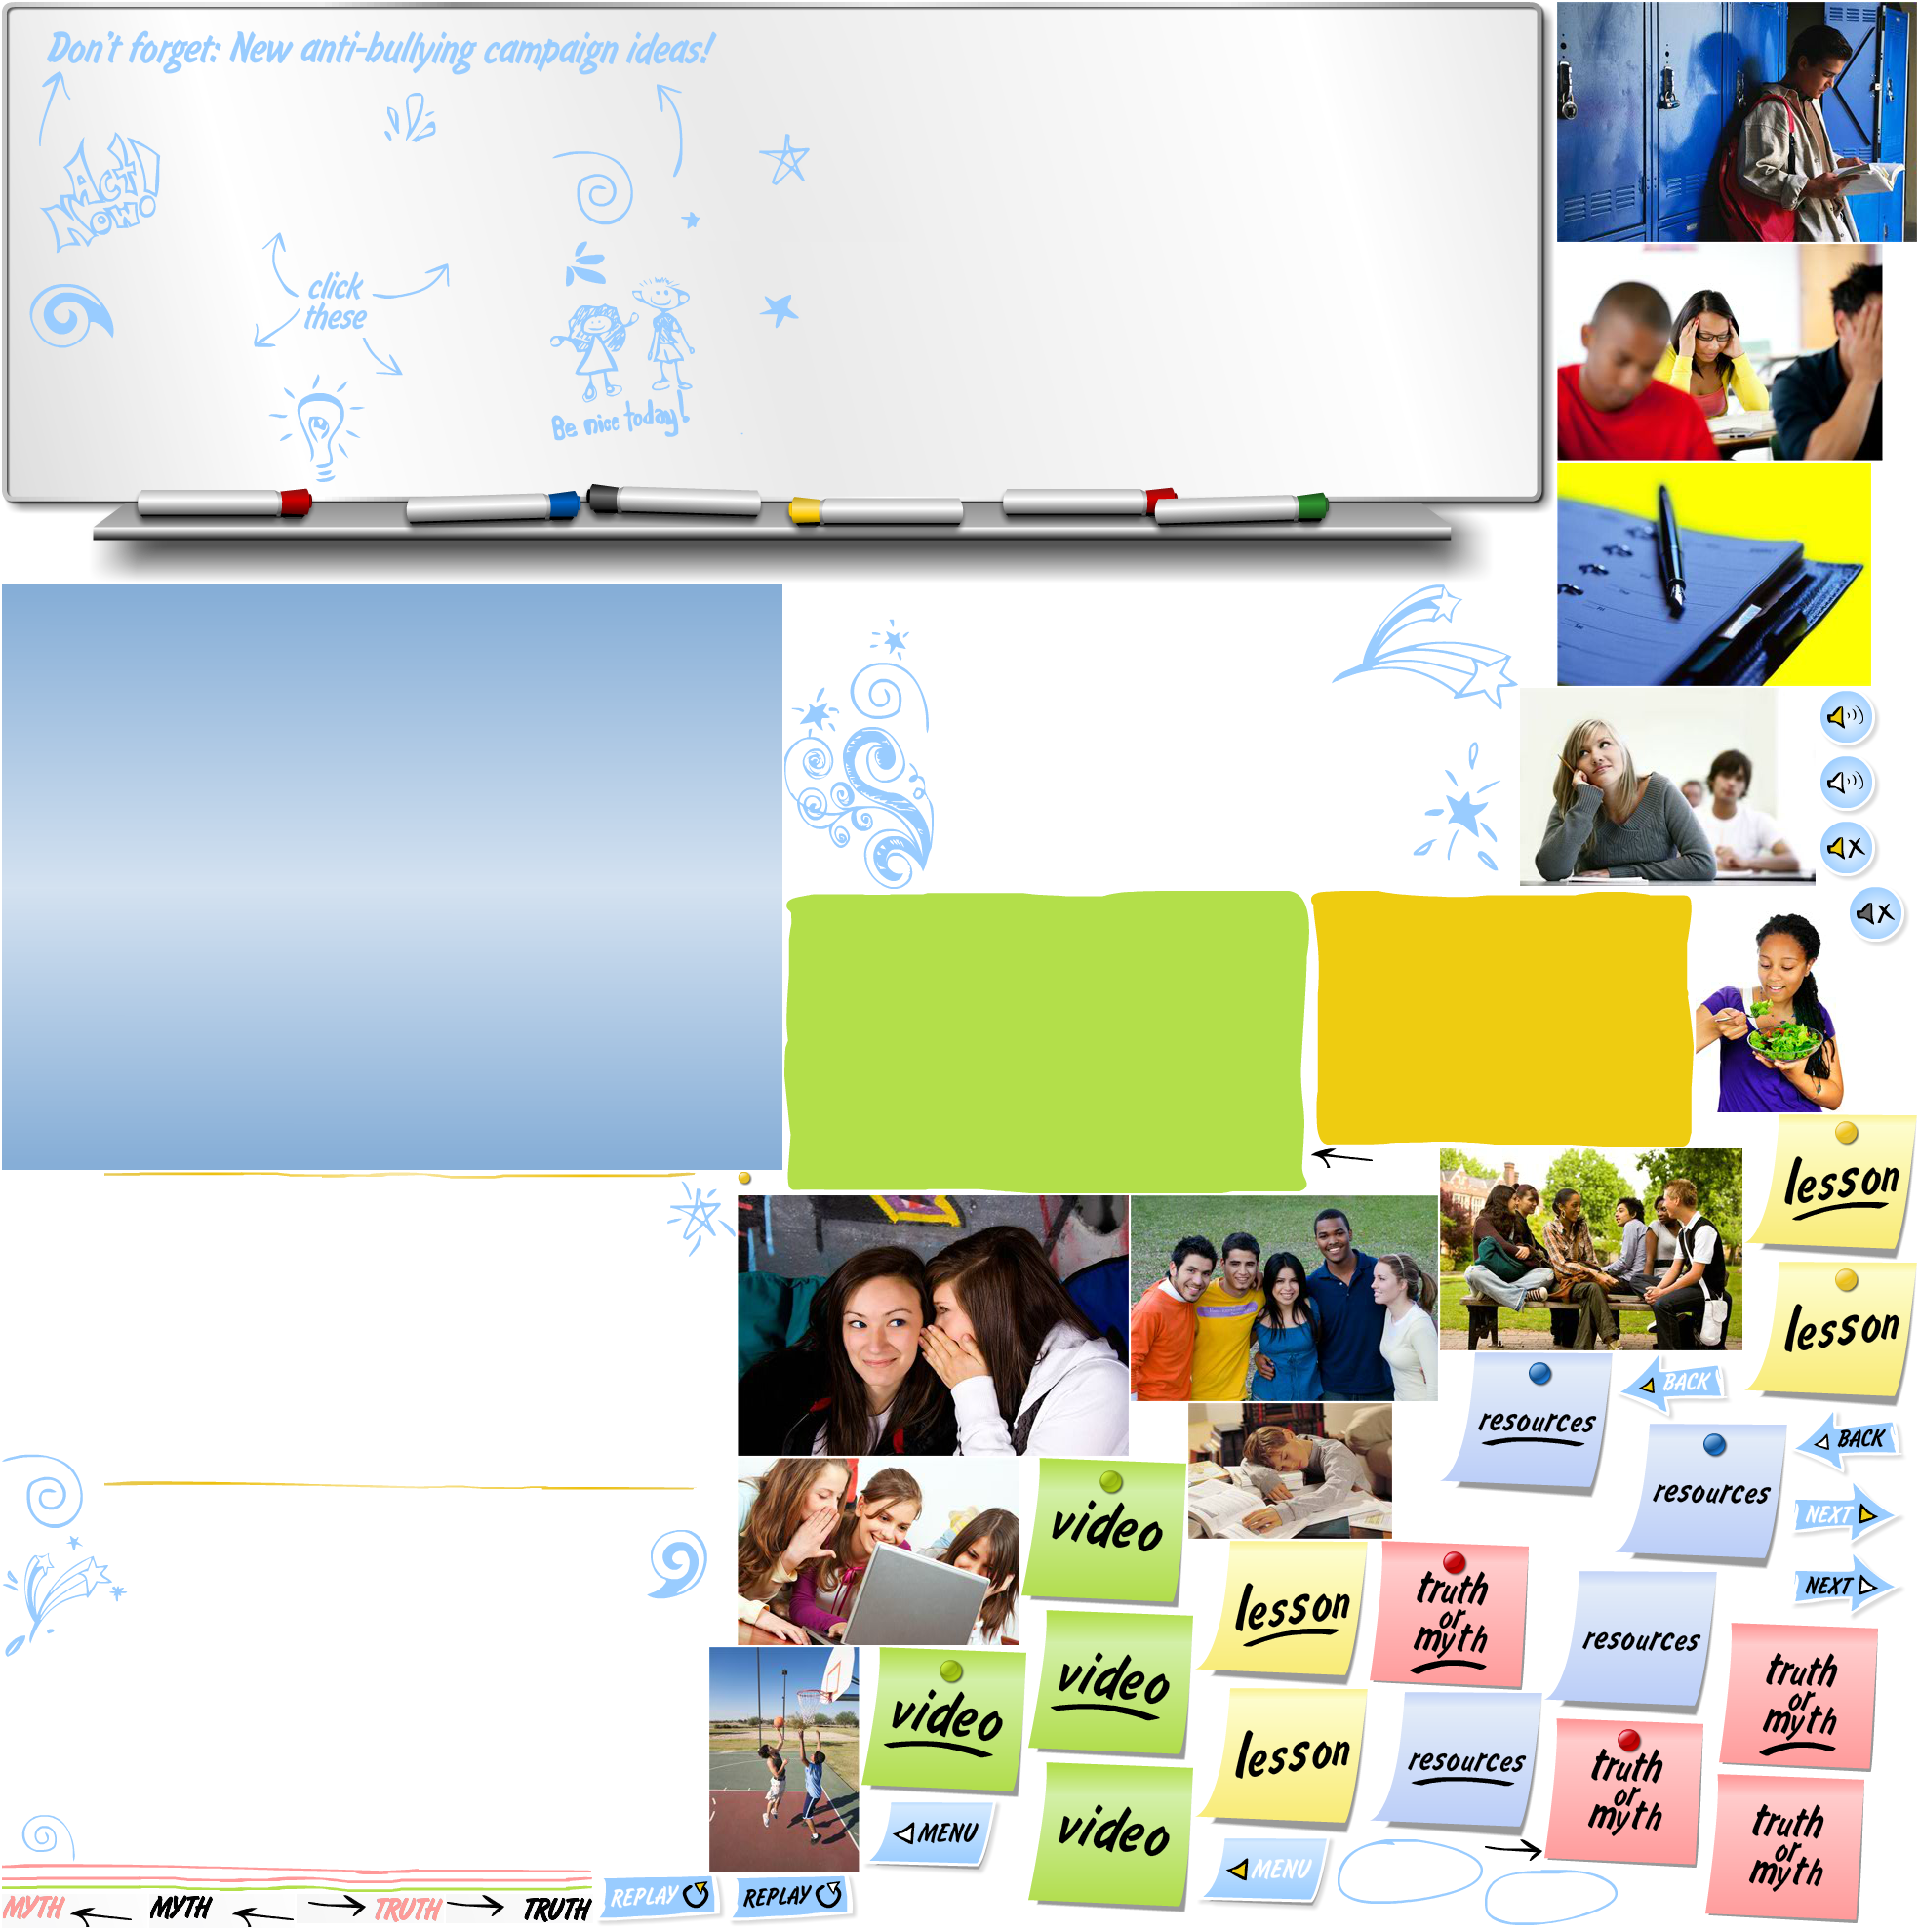 Don't forget: New anti-bullying campaign ideas!
Act
Now!
click
these
Be nice today!
lesson
lesson
BACK
resources
BACK
resources
NEXT
video
NEXT
lesson
truth
or
myth
resources
video
truth
or
myth
video
lesson
resources
truth
or
myth
MENU
video
truth
or
myth
MENU
MYTH
MYTH
TRUTH
TRUTH
REPLAY
REPLAY